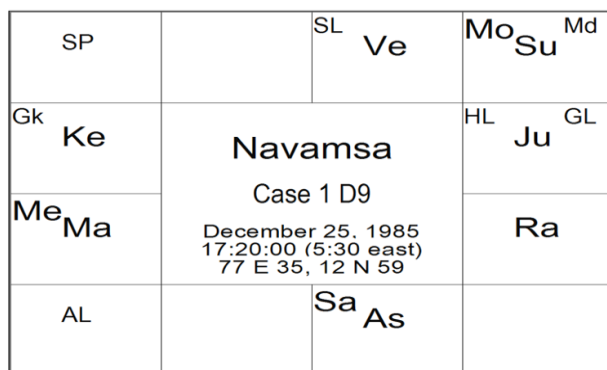 SP
SL
Ve
Mo Su Md
Gk
Ke
HL Ju GL
Navamsa
Case 1 D9
December 25, 1985
17:20:00 (5:30 east)
77 E 35, 12 N 59
Me Ma
Ra
AL
Sa As